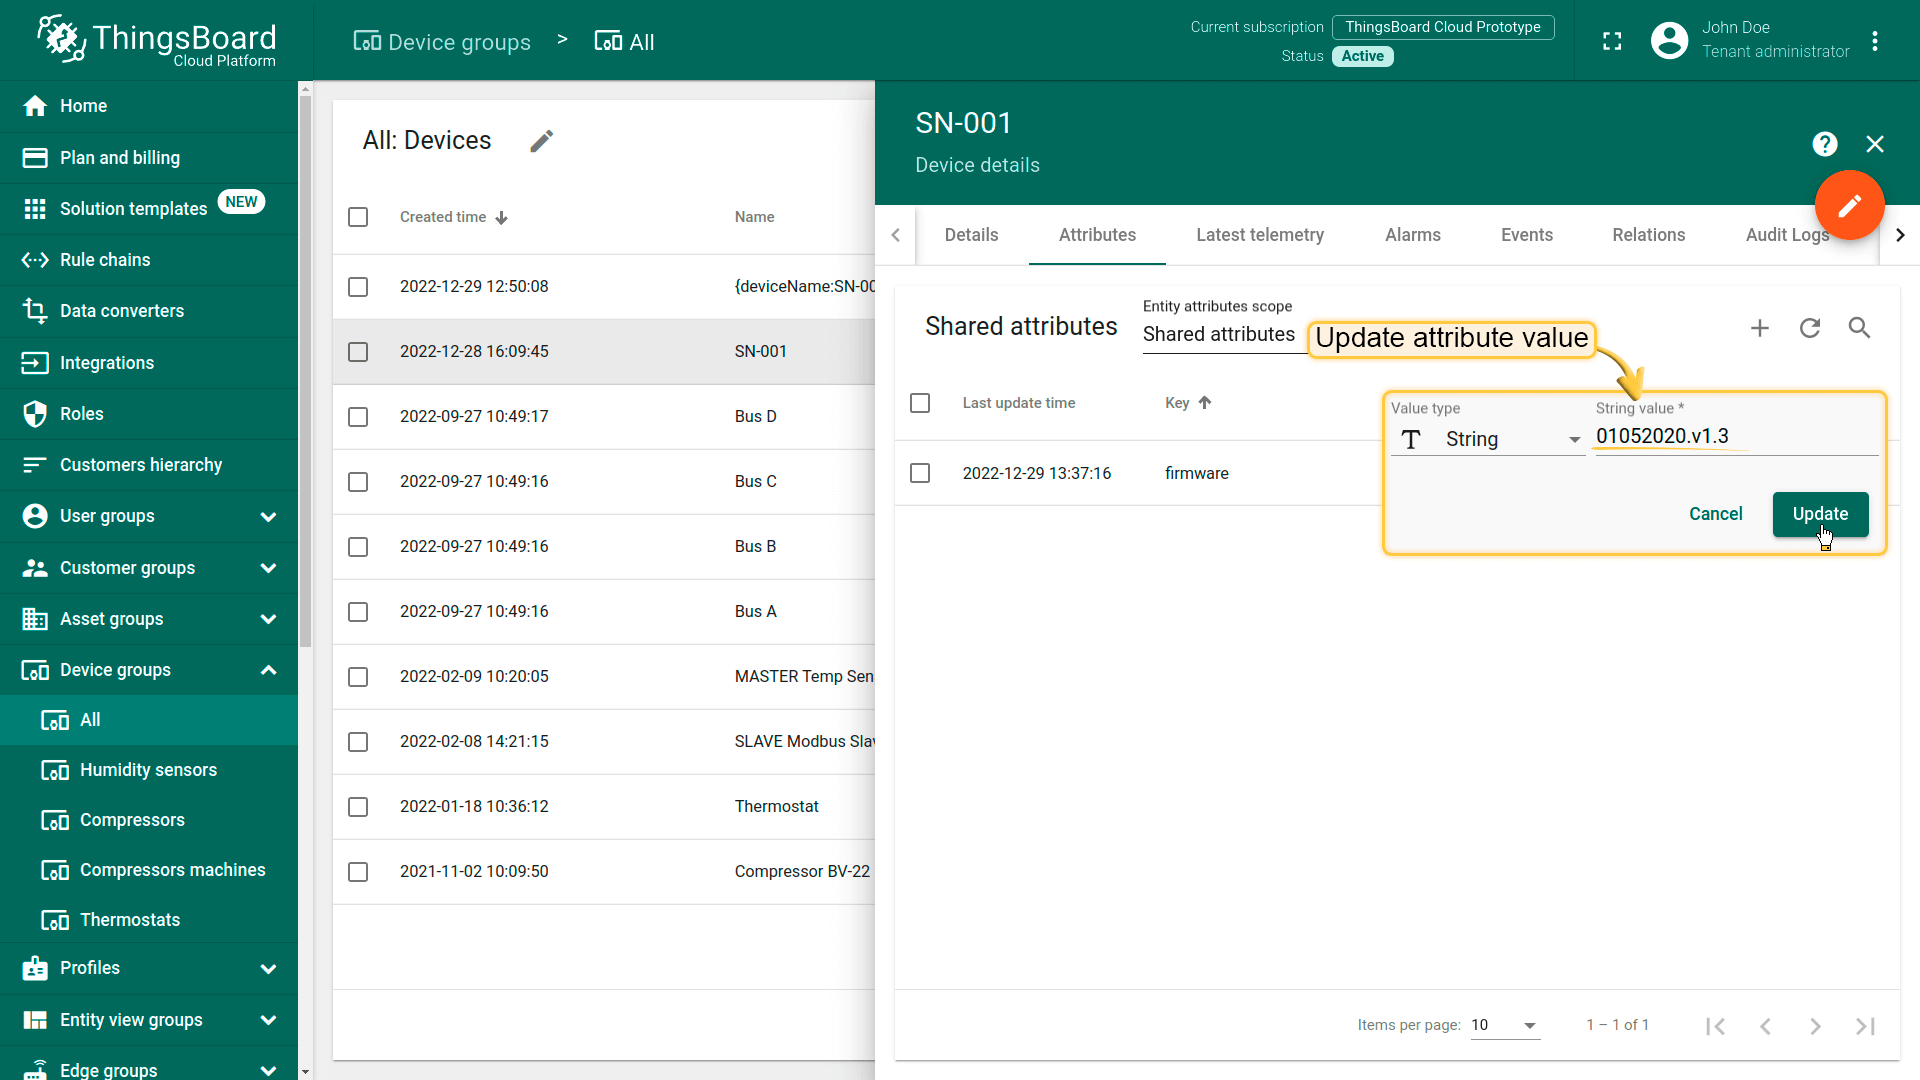 ThingsBoard
Cloud Platform
Device groups > All
Current subscription ThingsBoard Cloud Prototype
Status Active
John Doe
Tenant administrator
Home
Plan and billing
Solution templates NEW
Rule chains
Data converters
Integrations
Roles
Customers hierarchy
User groups
Customer groups
Asset groups
Device groups
All
Humidity sensors
Compressors
Compressors machines
Thermostats
Profiles
Entity view groups
Edge groups
All: Devices
Created time Name
2022-12-29 12:50:08 {deviceName:SN-00
2022-12-28 16:09:45 SN-001
2022-09-27 10:49:17 Bus D
2022-09-27 10:49:16 Bus C
2022-09-27 10:49:16 Bus B
2022-09-27 10:49:16 Bus A
2022-02-09 10:20:05 MASTER Temp Sen
2022-02-08 14:21:15 SLAVE Modbus Slav
2022-01-18 10:36:12 Thermostat
2021-11-02 10:09:50 Compressor BV-22
SN-001
Device details
Details Attributes Latest telemetry Alarms Events Relations Audit Logs
Shared attributes
Entity attributes scope
Shared attributes
Update attribute value
Last update time Key
2022-12-29 13:37:16 firmware
Value type
String
String value *
01052020.v1.3
Cancel Update
Items per page: 10 1 – 1 of 1